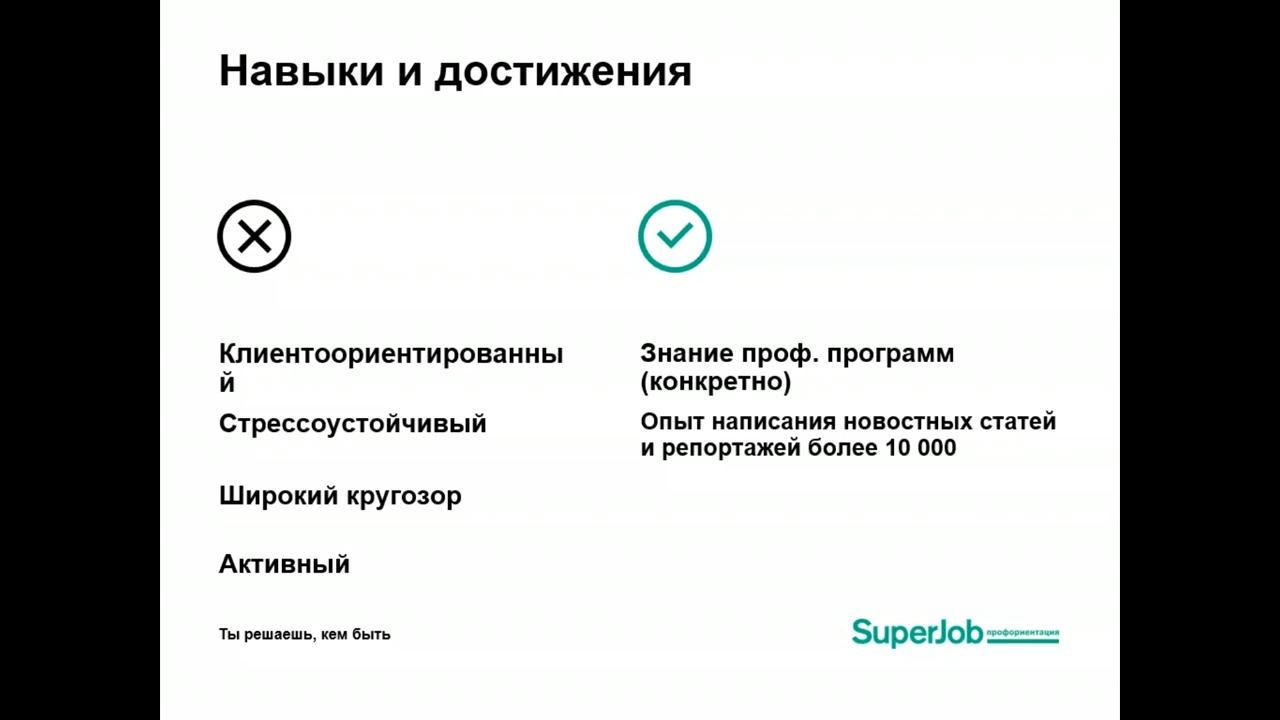 Навыки и достижения
Клиентоориентированны
й
Стрессоустойчивый
Широкий кругозор
Активный
Знание проф. программ
(конкретно)
Опыт написания новостных статей
и репортажей более 10 000
Ты решаешь, кем быть
SuperJob профориентация